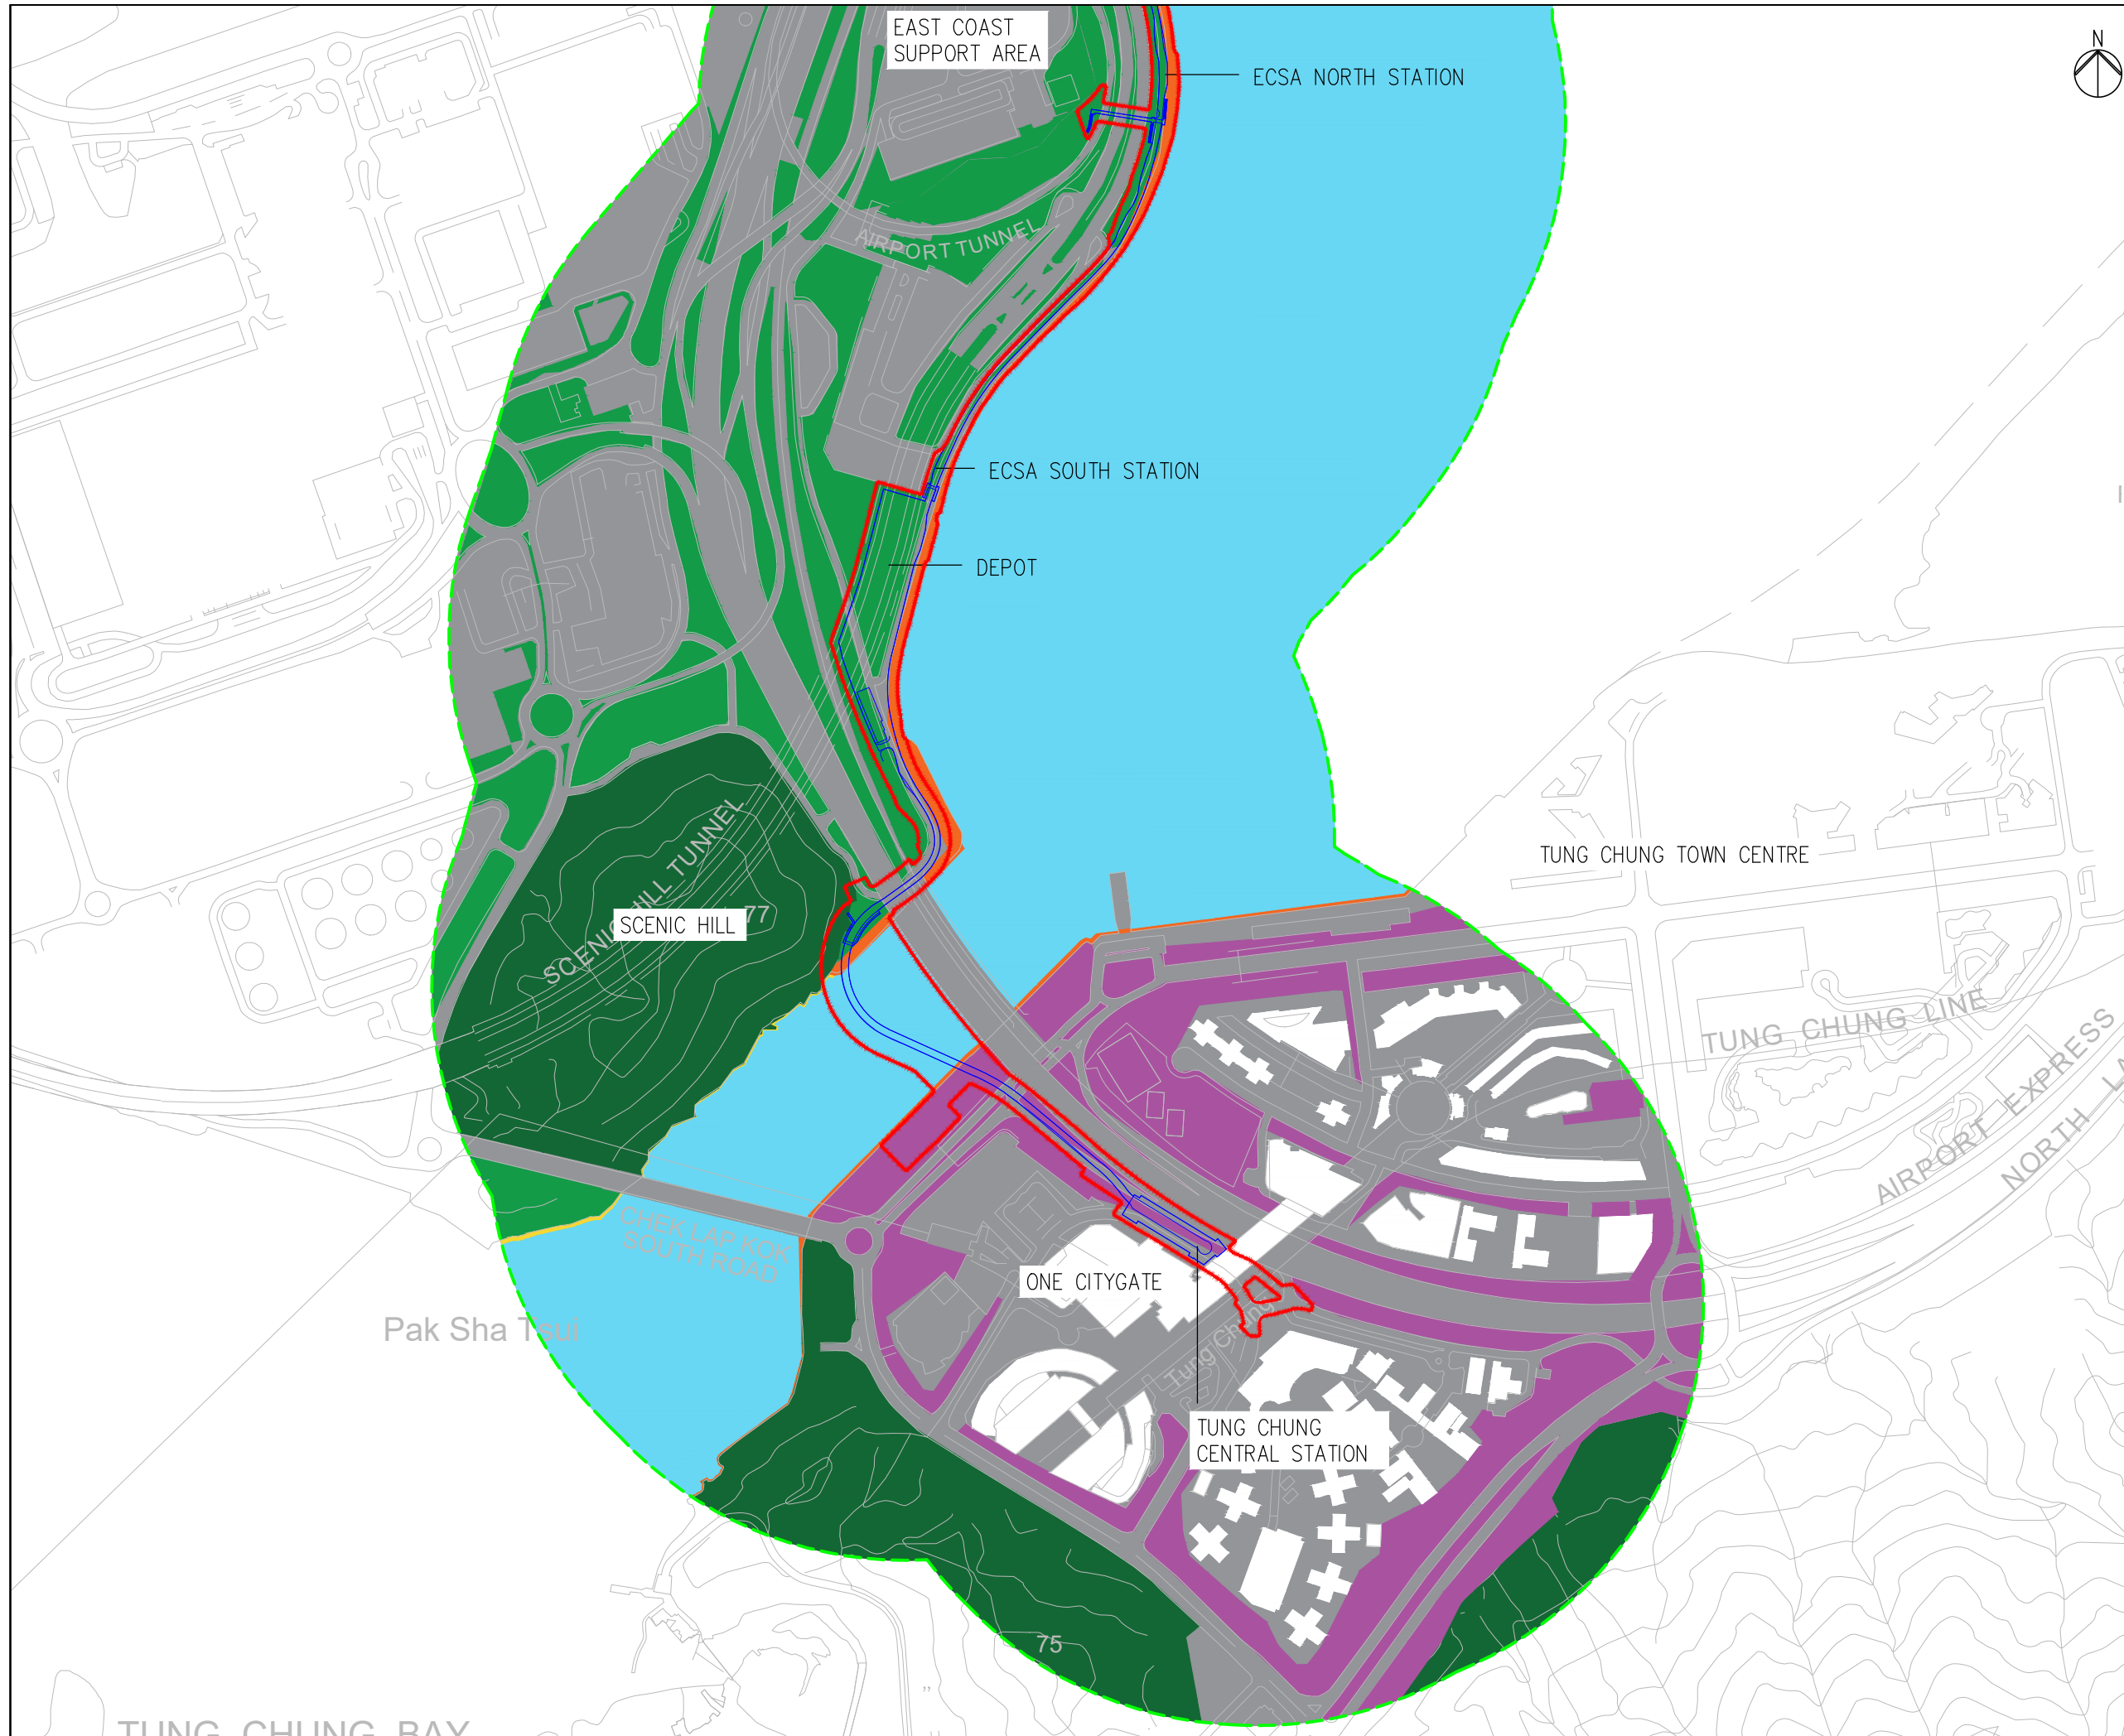 EAST COAST
SUPPORT AREA
N
ECSA NORTH STATION
AIRPORT TUNNEL
ECSA SOUTH STATION
DEPOT
TUNG CHUNG TOWN CENTRE
SCENIC HILL TUNNEL
77
SCENIC HILL
TUNG CHUNG LINE
AIRPORT EXPRESS
NORTH
CHEK LAP KOK
SOUTH ROAD
Pak Sha Tsui
ONE CITYGATE
Tung Chung
TUNG CHUNG
CENTRAL STATION
75
TUNG CHUNG BAY